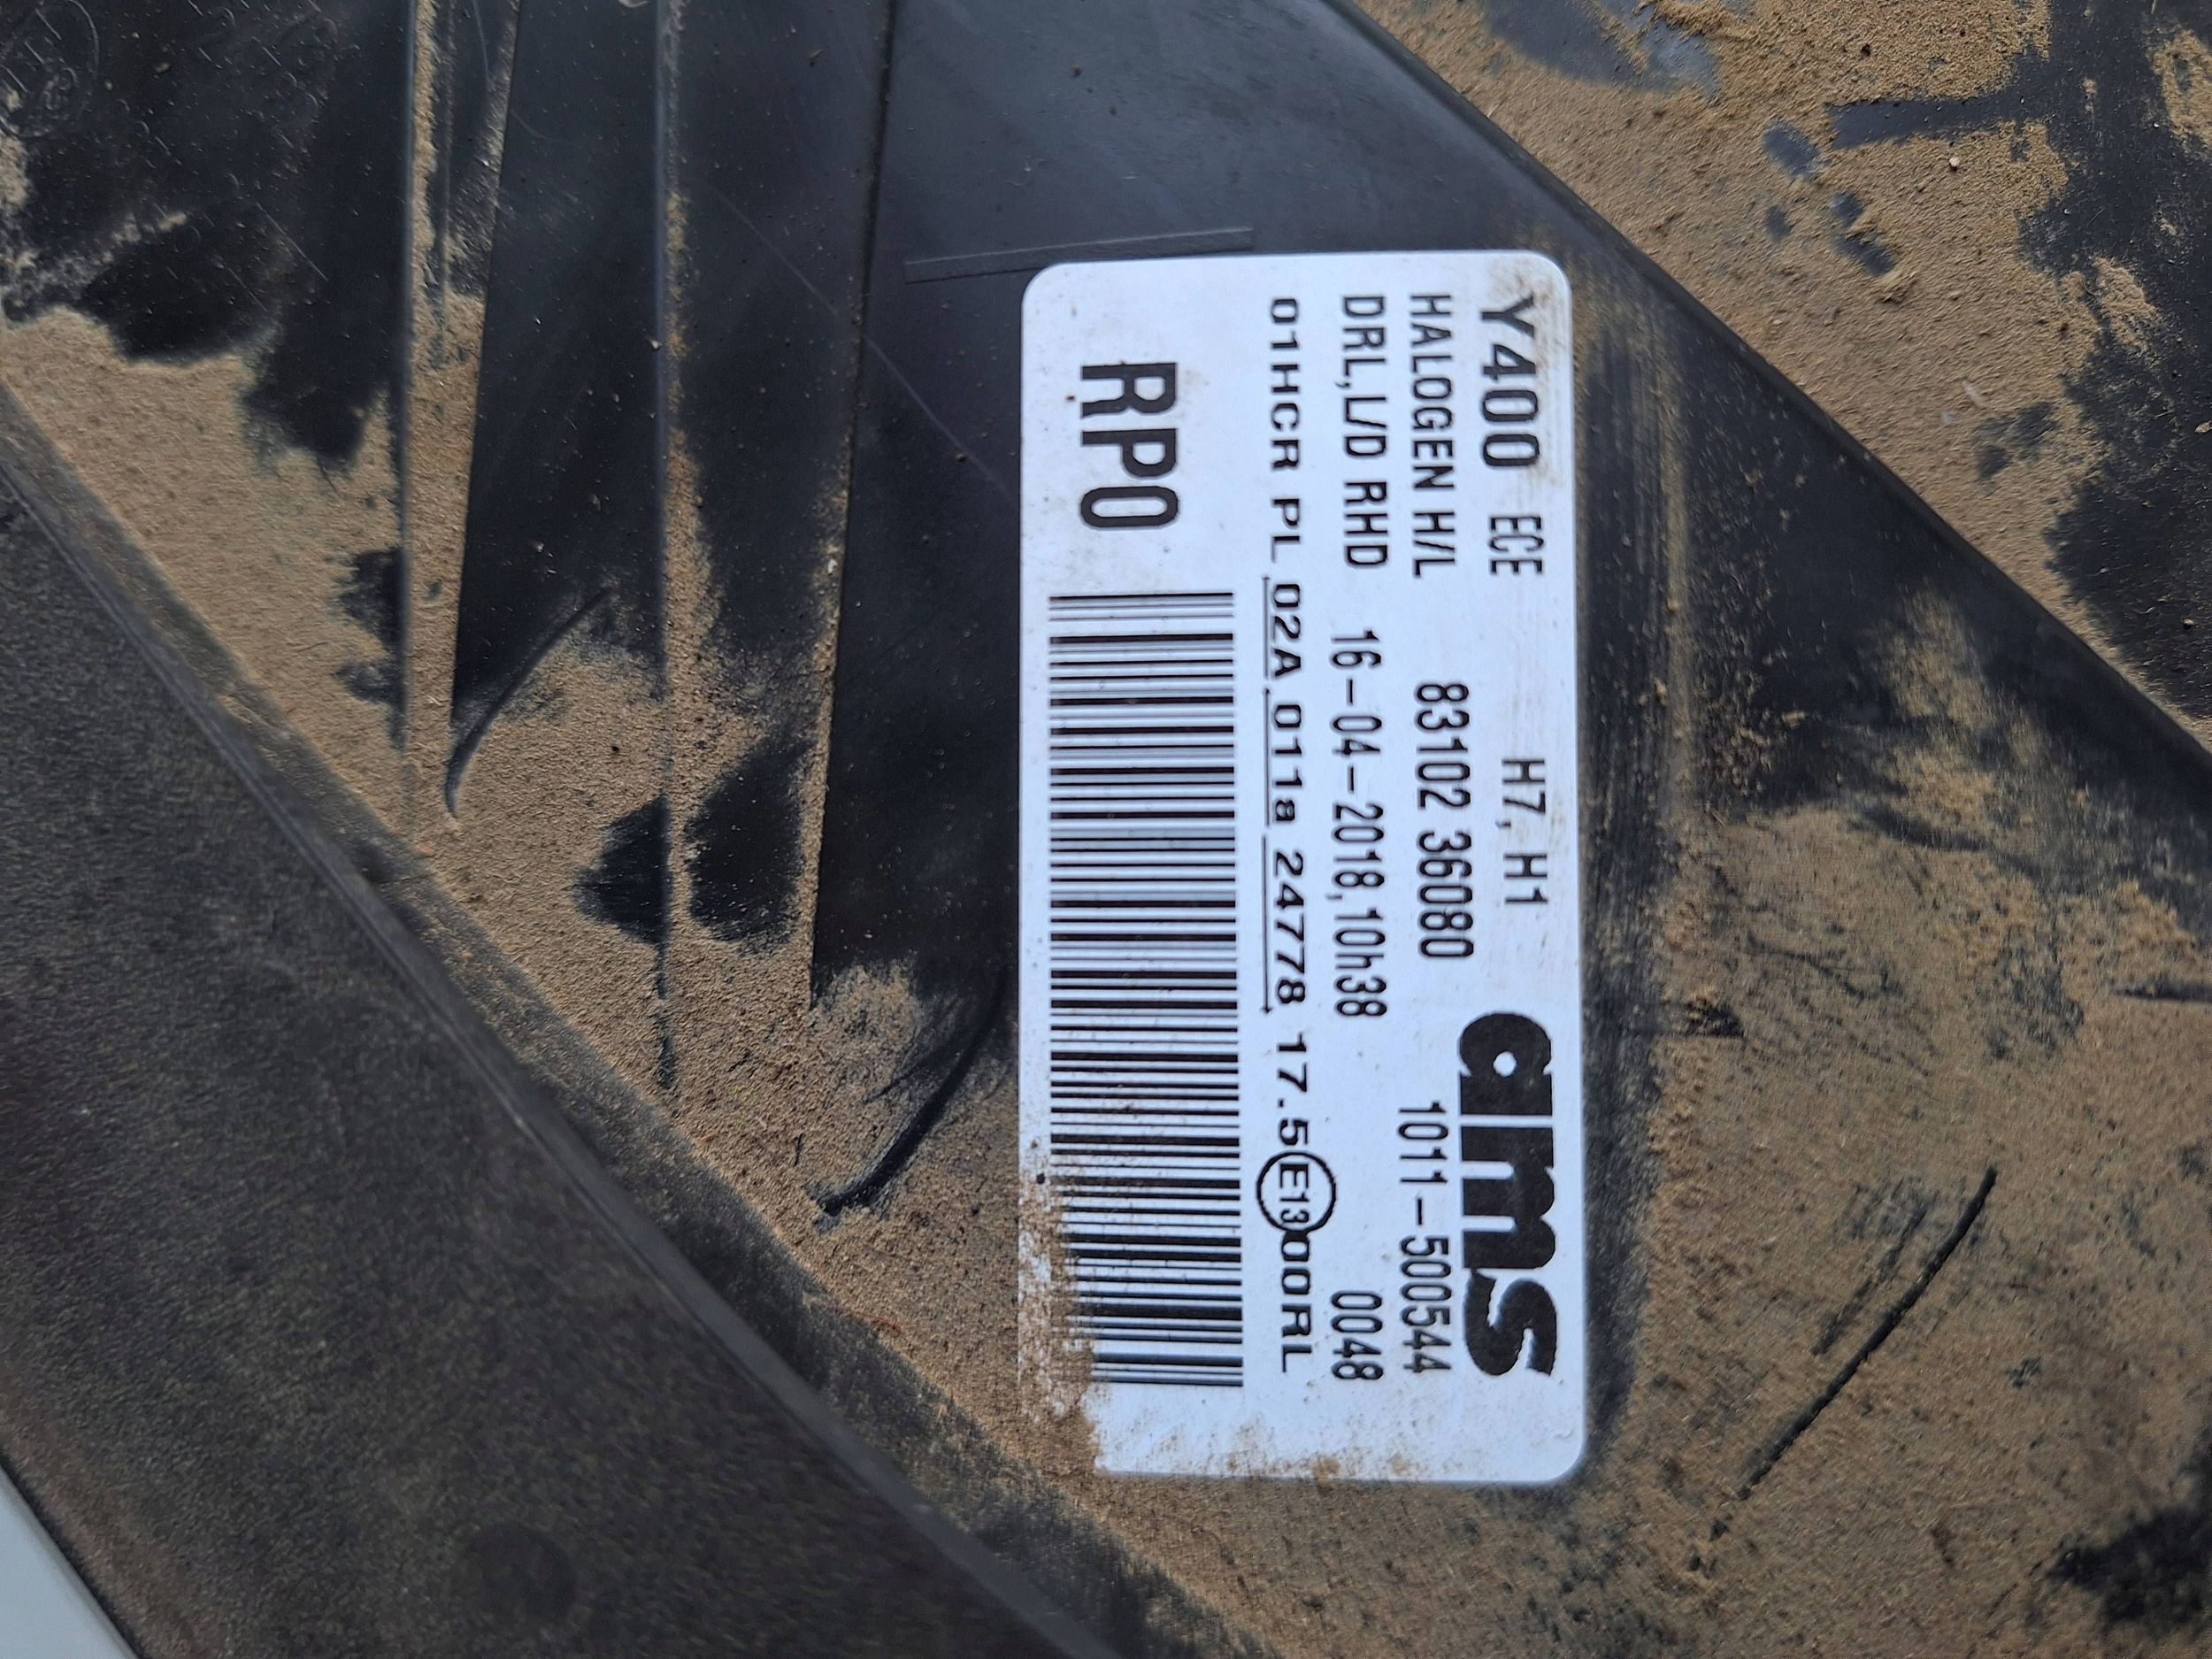 Y400 ECE H7, H1 ams
HALOGEN H/L 83102 36080 1011-500544
DRL,L/D RHD 16-04-2018,10h38 0048
01HCR PL 02A 011a 24778 17.5 E13 00RL
RPO